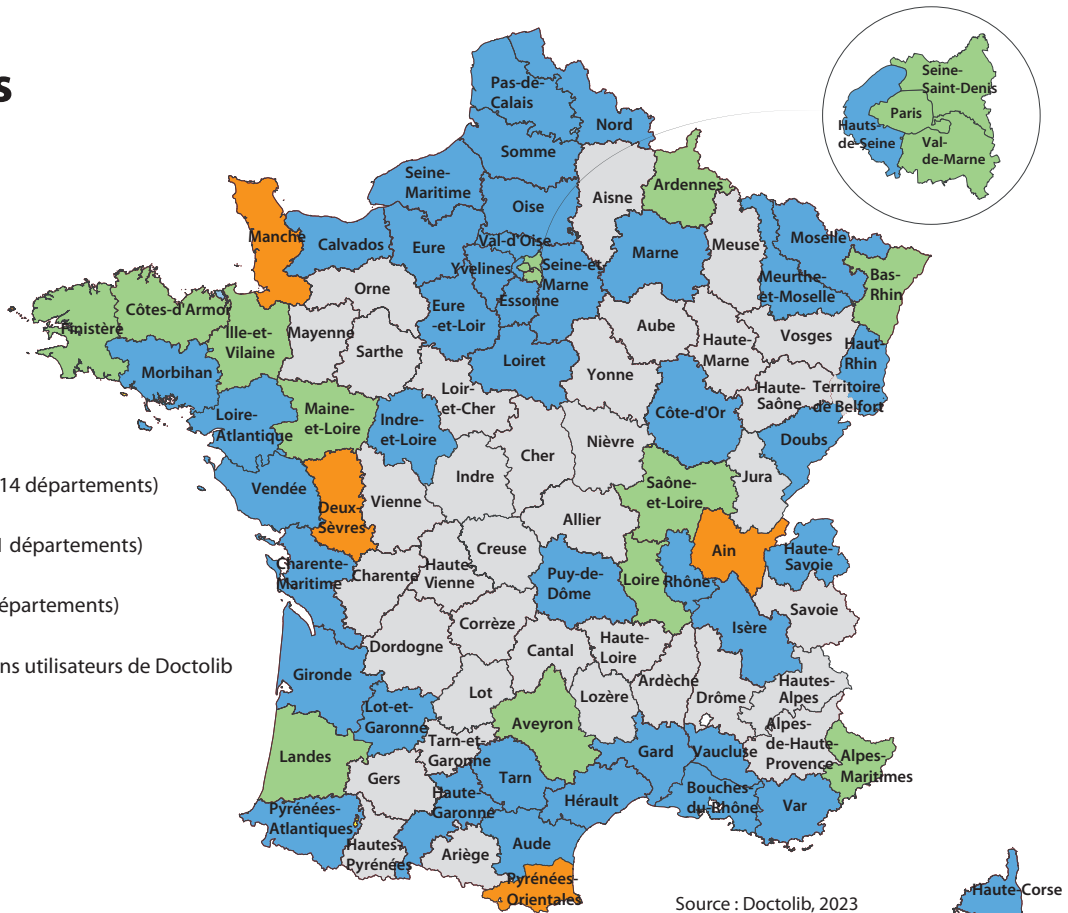 s
Seine-
Saint-Denis
Paris
Hauts-
de-Seine
Val-
de-Marne
Pas-de-
Calais
Nord
Somme
Seine-
Maritime
Oise
Aisne
Ardennes
Manche
Calvados
Eure
Val-d'Oise
Yvelines
Seine-et-
Marne
Essonne
Marne
Meuse
Moselle
Meurthe-
et-Moselle
Bas-
Rhin
Orne
Eure
-et-Loir
Finistère
Côtes-d'Armor
Ille-et-
Vilaine
Mayenne
Sarthe
Loiret
Aube
Haute-
Marne
Vosges
Haut-
Rhin
Morbihan
Yonne
Loir-
et-Cher
Haute-
Saône
Territoire
de Belfort
Loire-
Atlantique
Maine-
et-Loire
Indre-
et-Loire
Côte-d'Or
Doubs
Nièvre
Cher
Indre
Vendée
Deux-
Sèvres
Vienne
Saône-
et-Loire
Jura
14 départements)
1 départements)
épartements)
ns utilisateurs de Doctolib
Allier
Creuse
Ain
Haute-
Savoie
Charente-
Maritime
Charente
Haute-
Vienne
Puy-de-
Dôme
Loire
Rhône
Savoie
Isère
Corrèze
Dordogne
Cantal
Haute-
Loire
Gironde
Lot
Lozère
Ardèche
Drôme
Hautes-
Alpes
Lot-et-
Garonne
Aveyron
Alpes-
de-Haute-
Provence
Tarn-et-
Garonne
Landes
Gers
Tarn
Gard
Vaucluse
Alpes-
Maritimes
Haute-
Garonne
Hérault
Bouches-
du-Rhône
Var
Pyrénées-
Atlantiques
Hautes-
Pyrénées
Ariège
Aude
Pyrénées-
Orientales
Haute-Corse
Source : Doctolib, 2023